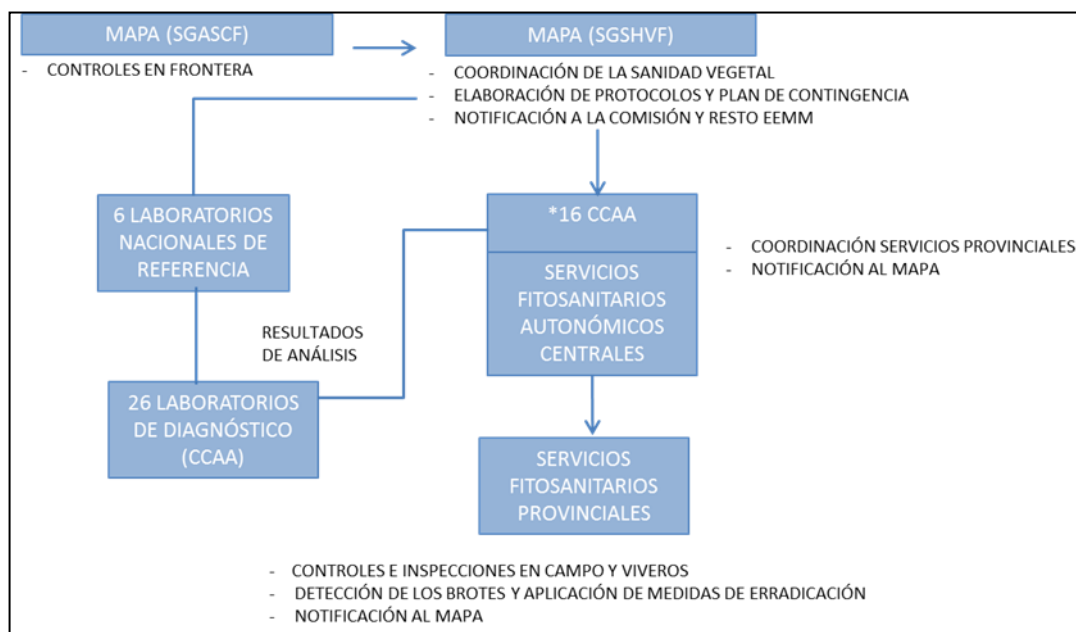 MAPA (SGASCF)
- CONTROLES EN FRONTERA
MAPA (SGSHVF)
- COORDINACIÓN DE LA SANIDAD VEGETAL
- ELABORACIÓN DE PROTOCOLOS Y PLAN DE CONTINGENCIA
- NOTIFICACIÓN A LA COMISIÓN Y RESTO EEMM
6 LABORATORIOS
NACIONALES DE
REFERENCIA
*16 CCAA
SERVICIOS
FITOSANITARIOS
AUTONÓMICOS
CENTRALES
- COORDINACIÓN SERVICIOS PROVINCIALES
- NOTIFICACIÓN AL MAPA
RESULTADOS
DE ANÁLISIS
26 LABORATORIOS
DE DIAGNÓSTICO
(CCAA)
SERVICIOS
FITOSANITARIOS
PROVINCIALES
- CONTROLES E INSPECCIONES EN CAMPO Y VIVEROS
- DETECCIÓN DE LOS BROTES Y APLICACIÓN DE MEDIDAS DE ERRADICACIÓN
- NOTIFICACIÓN AL MAPA